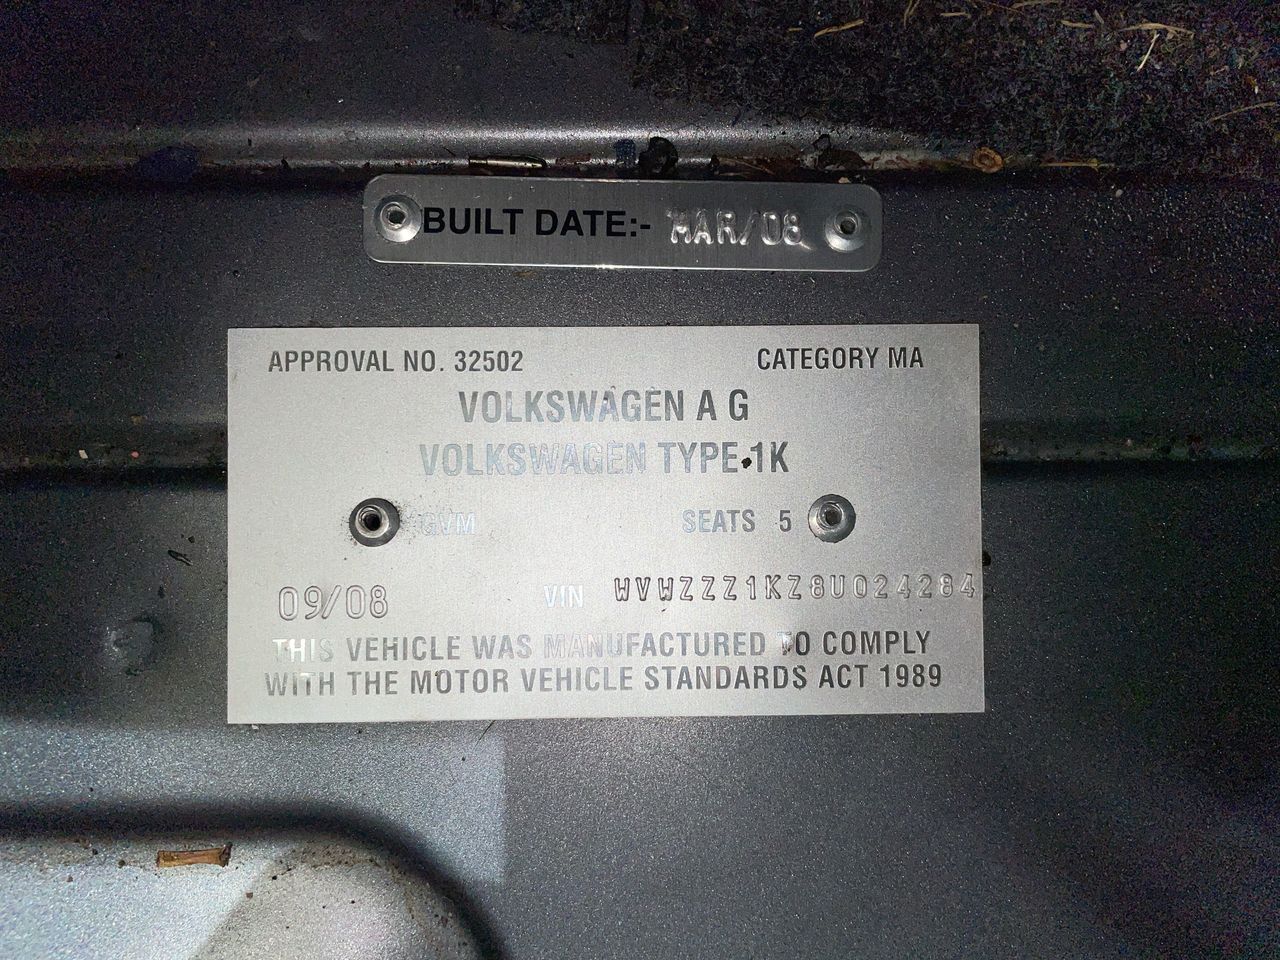 BUILT DATE:- MAR/08
APPROVAL NO. 32502 CATEGORY MA
VOLKSWAGEN A G
VOLKSWAGEN TYPE 1K
GVM SEATS 5
09/08 VIN WVWZZZ1KZ8U024284
THIS VEHICLE WAS MANUFACTURED TO COMPLY
WITH THE MOTOR VEHICLE STANDARDS ACT 1989